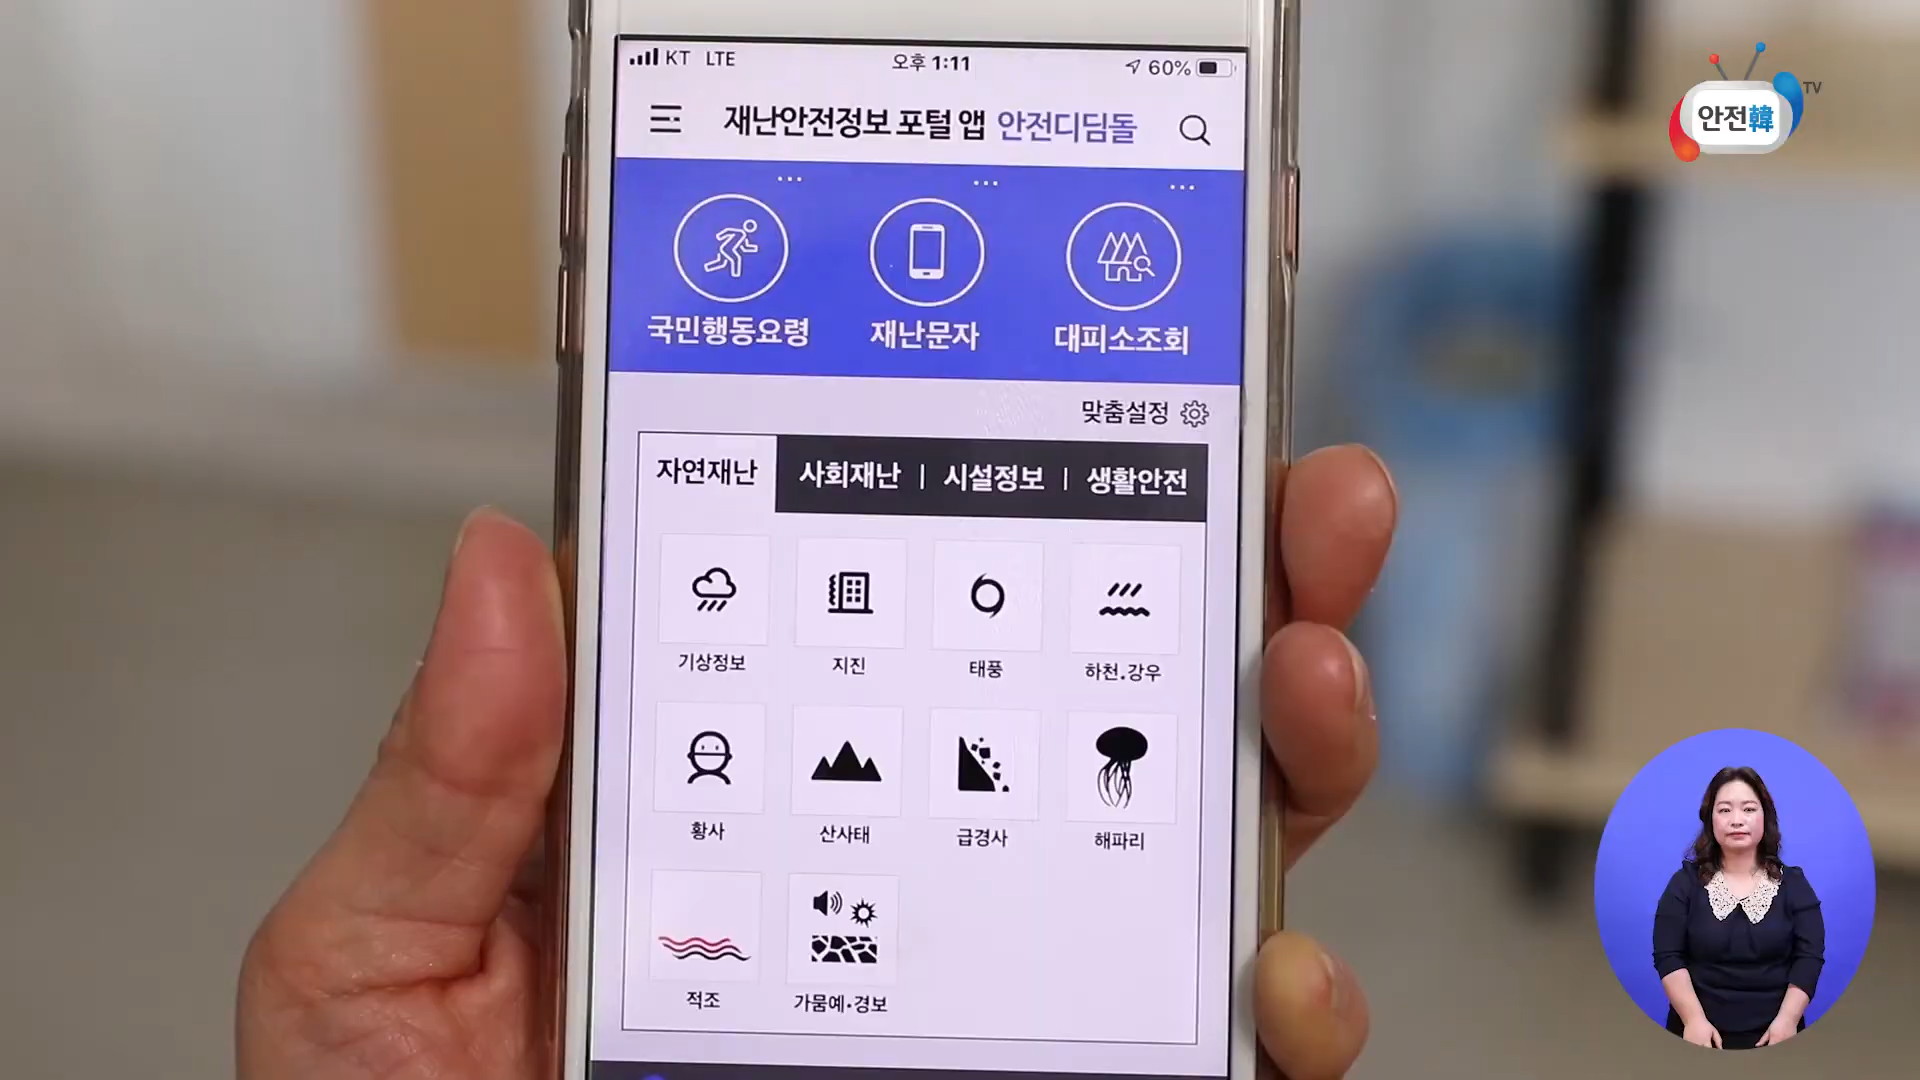 KT LTE
오후 1:11
60%
재난안전정보 포털 앱 안전디딤돌
국민행동요령
재난문자
대피소조회
맞춤설정
자연재난
사회재난 | 시설정보 | 생활안전
기상정보
지진
태풍
하천.강우
황사
산사태
급경사
해파리
적조
가뭄예·경보
안전韓 TV